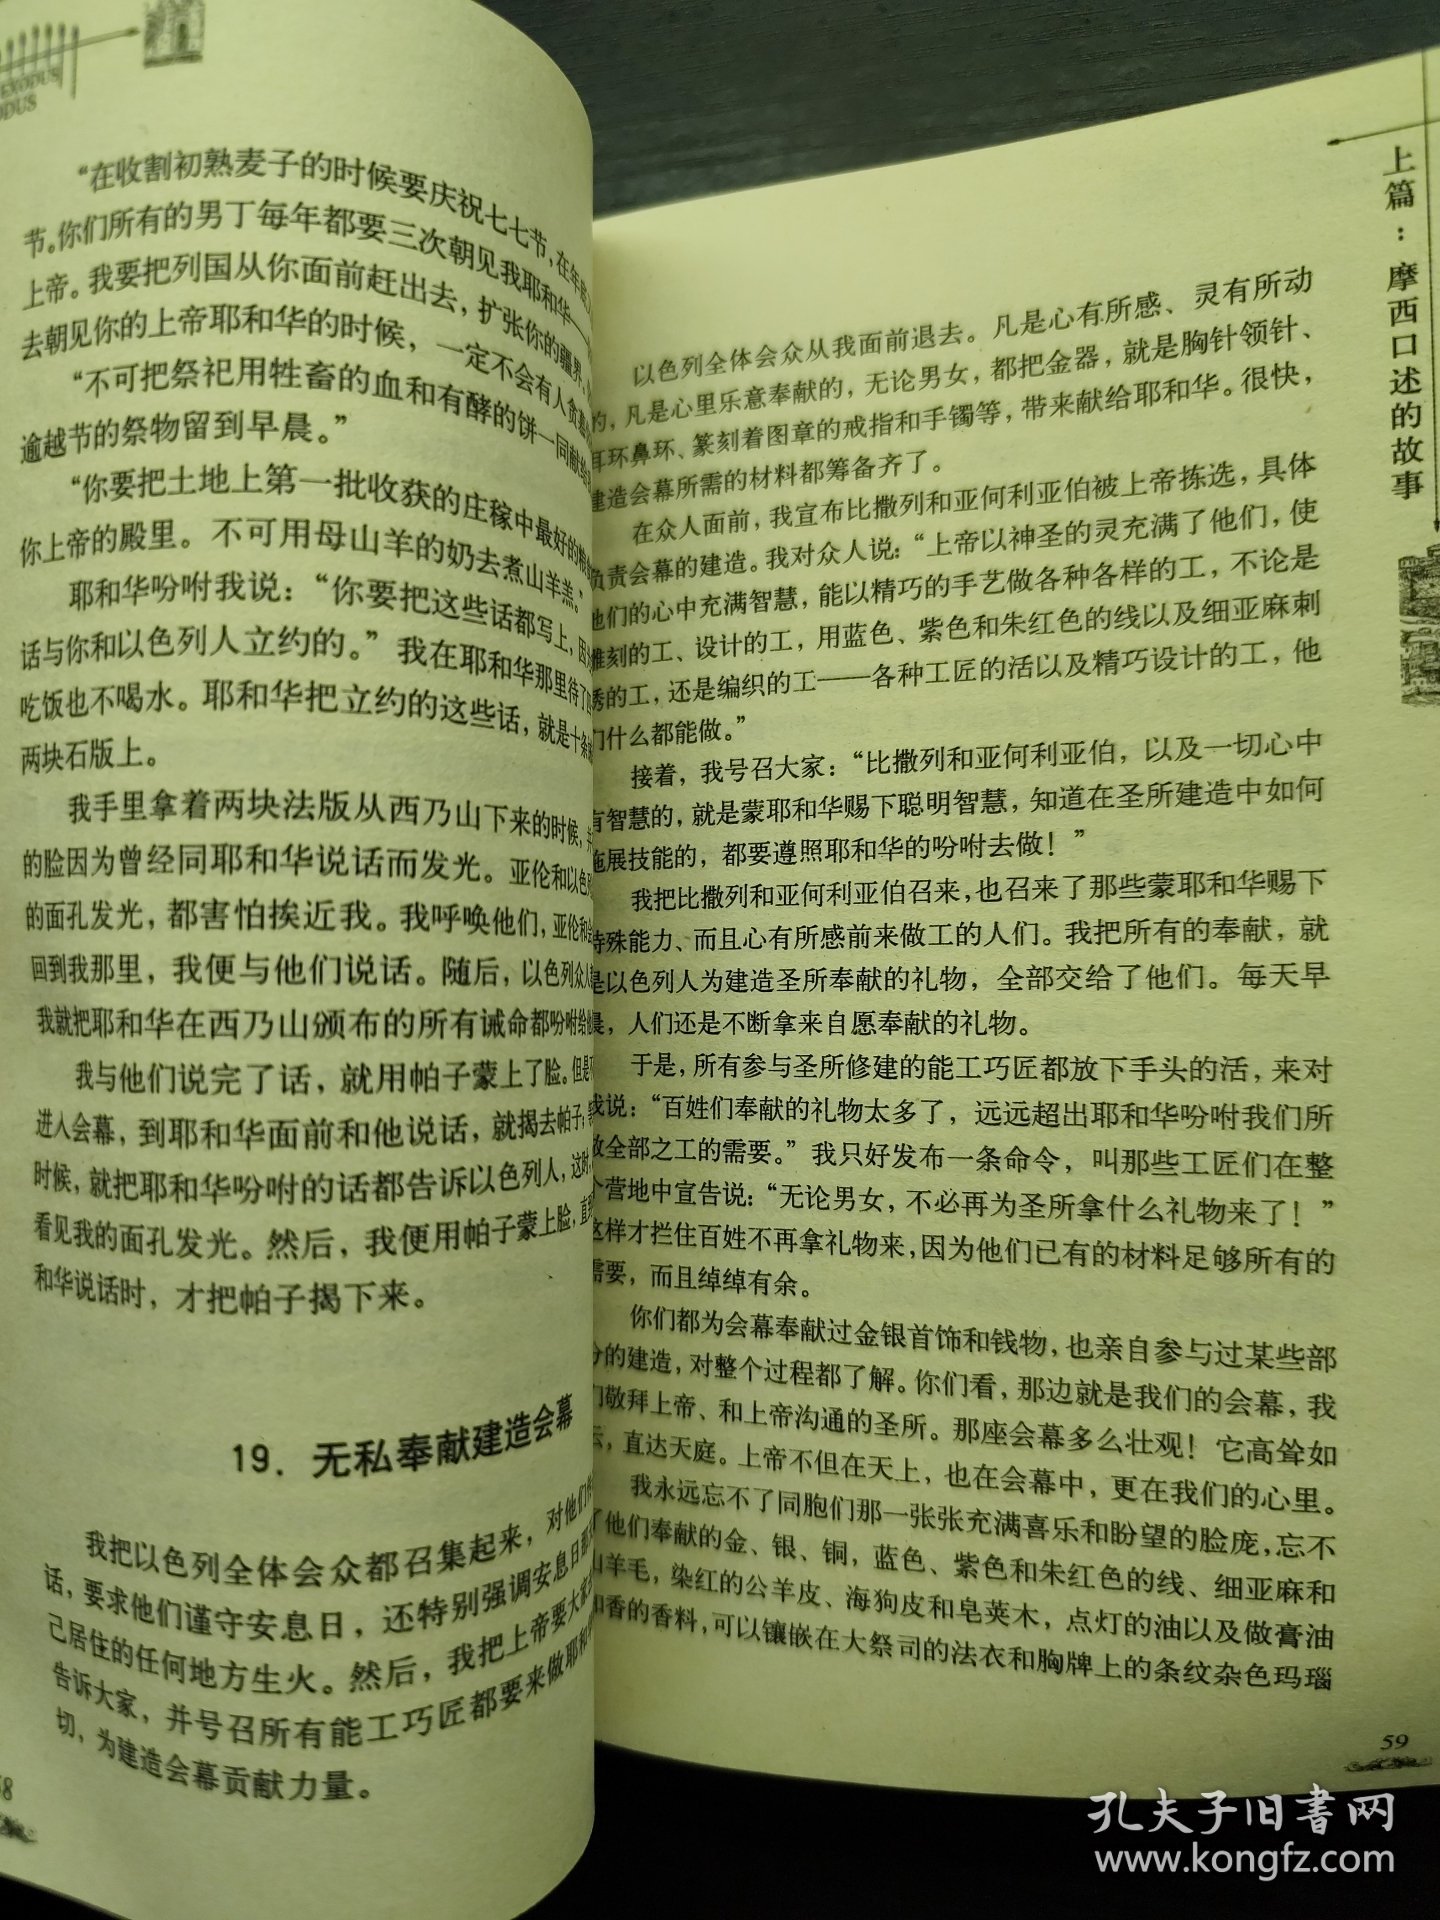 EXODUS
“在收割初熟麦子的时候要庆祝七七节，在年
节。你们所有的男丁每年都要三次朝见我耶和华——
上帝。我要把列国从你面前赶出去，扩张你的疆界，
去朝见你的上帝耶和华的时候，一定不会有人贪
“不可把祭祀用牲畜的血和有酵的饼一同献给
逾越节的祭物留到早晨。”
“你要把土地上第一批收获的庄稼中最好的
你上帝的殿里。不可用母山羊的奶去煮山羊羔。”
耶和华吩咐我说：“你要把这些话都写上，因
话与你和以色列人立约的。”我在耶和华那里待了
吃饭也不喝水。耶和华把立约的这些话，就是十条
两块石版上。
我手里拿着两块法版从西乃山下来的时候，
的脸因为曾经同耶和华说话而发光。亚伦和以色
的面孔发光，都害怕挨近我。我呼唤他们，亚伦和
回到我那里，我便与他们说话。随后，以色列众人
我就把耶和华在西乃山颁布的所有诫命都吩咐给
我与他们说完了话，就用帕子蒙上了脸。但是
进入会幕，到耶和华面前和他说话，就揭去帕子；
时候，就把耶和华吩咐的话都告诉以色列人，这时，
看见我的面孔发光。然后，我便用帕子蒙上脸，直
和华说话时，才把帕子揭下来。
19．无私奉献建造会幕
我把以色列全体会众都召集起来，对他们
话，要求他们谨守安息日，还特别强调安息日那
己居住的任何地方生火。然后，我把上帝要大家
告诉大家，并号召所有能工巧匠都要来做耶和
切，为建造会幕贡献力量。
8
上篇：摩西口述的故事
以色列全体会众从我面前退去。凡是心有所感、灵有所动
的，凡是心里乐意奉献的，无论男女，都把金器，就是胸针领针、
耳环鼻环、篆刻着图章的戒指和手镯等，带来献给耶和华。很快，
建造会幕所需的材料都筹备齐了。
在众人面前，我宣布比撒列和亚何利亚伯被上帝拣选，具体
负责会幕的建造。我对众人说：“上帝以神圣的灵充满了他们，使
他们的心中充满智慧，能以精巧的手艺做各种各样的工，不论是
雕刻的工、设计的工，用蓝色、紫色和朱红色的线以及细亚麻刺
绣的工，还是编织的工——各种工匠的活以及精巧设计的工，他
们什么都能做。”
接着，我号召大家：“比撒列和亚何利亚伯，以及一切心中
有智慧的，就是蒙耶和华赐下聪明智慧，知道在圣所建造中如何
施展技能的，都要遵照耶和华的吩咐去做！”
我把比撒列和亚何利亚伯召来，也召来了那些蒙耶和华赐下
特殊能力、而且心有所感前来做工的人们。我把所有的奉献，就
是以色列人为建造圣所奉献的礼物，全部交给了他们。每天早
晨，人们还是不断拿来自愿奉献的礼物。
于是，所有参与圣所修建的能工巧匠都放下手头的活，来对
我说：“百姓们奉献的礼物太多了，远远超出耶和华吩咐我们所
做全部之工的需要。”我只好发布一条命令，叫那些工匠们在整
个营地中宣告说：“无论男女，不必再为圣所拿什么礼物来了！”
这样才拦住百姓不再拿礼物来，因为他们已有的材料足够所有的
需要，而且绰绰有余。
你们都为会幕奉献过金银首饰和钱物，也亲自参与过某些部
分的建造，对整个过程都了解。你们看，那边就是我们的会幕，我
们敬拜上帝、和上帝沟通的圣所。那座会幕多么壮观！它高耸如
云，直达天庭。上帝不但在天上，也在会幕中，更在我们的心里。
我永远忘不了同胞们那一张张充满喜乐和盼望的脸庞，忘不
了他们奉献的金、银、铜，蓝色、紫色和朱红色的线、细亚麻和
山羊毛，染红的公羊皮、海狗皮和皂荚木，点灯的油以及做膏油
和香的香料，可以镶嵌在大祭司的法衣和胸牌上的条纹杂色玛瑙
59
孔夫子旧书网
www.kongfz.com